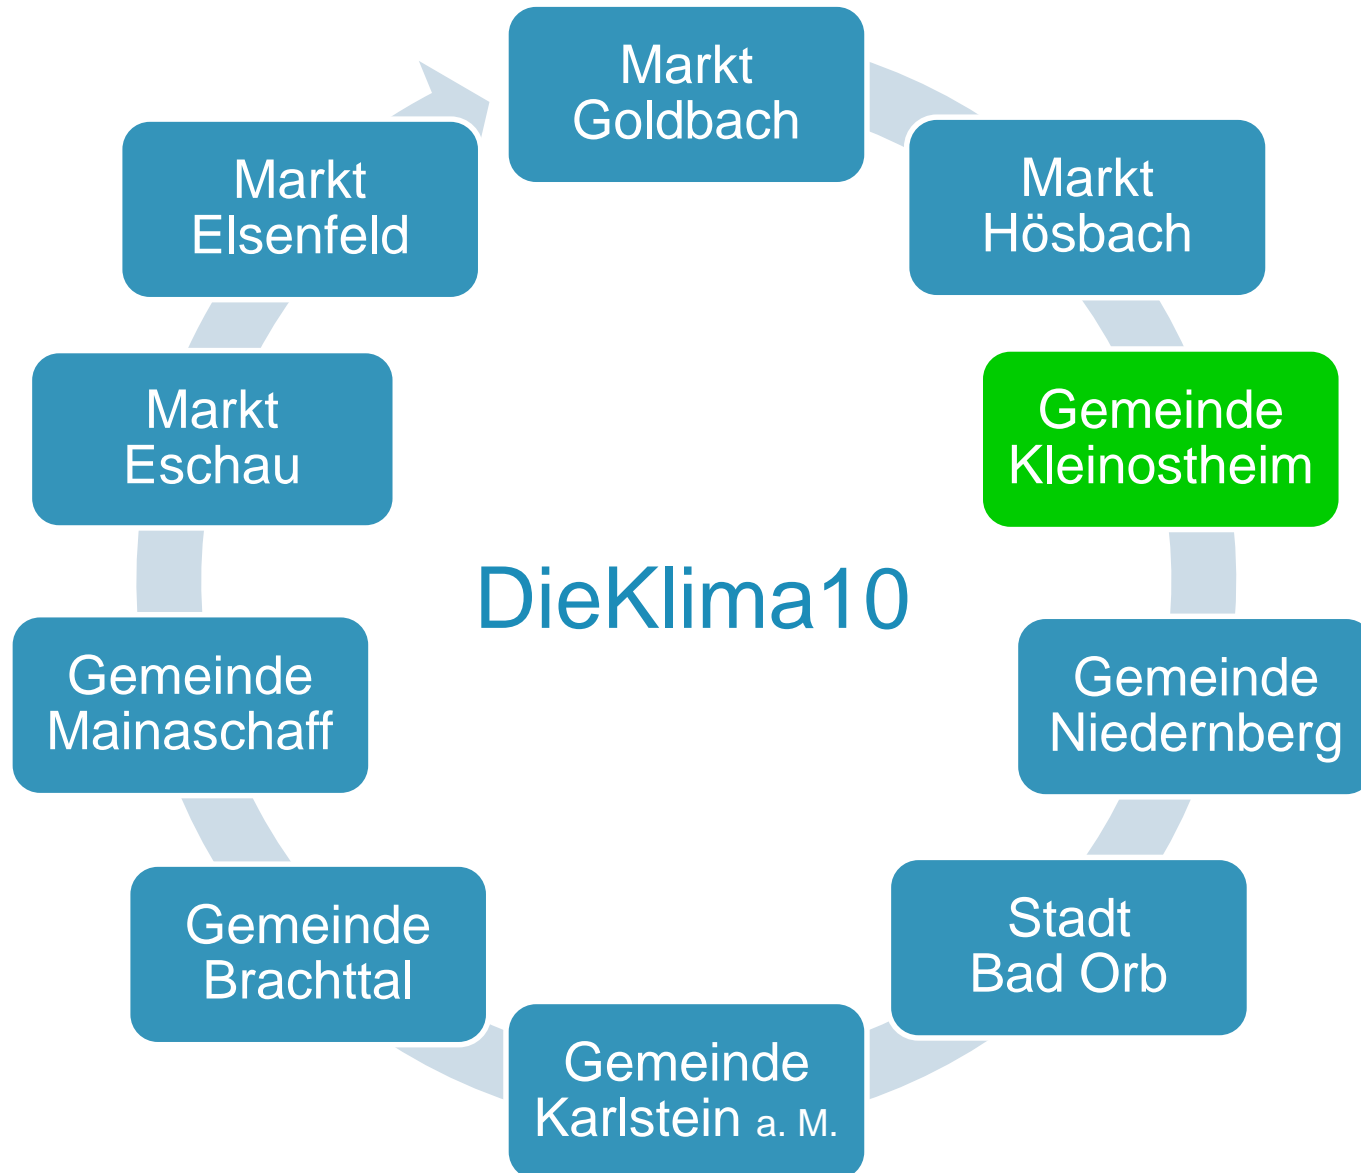 Markt
Goldbach
Markt
Hösbach
Gemeinde
Kleinostheim
Gemeinde
Niedernberg
Stadt
Bad Orb
Gemeinde
Karlstein a. M.
Gemeinde
Brachttal
Gemeinde
Mainaschaff
Markt
Eschau
Markt
Elsenfeld
DieKlima10